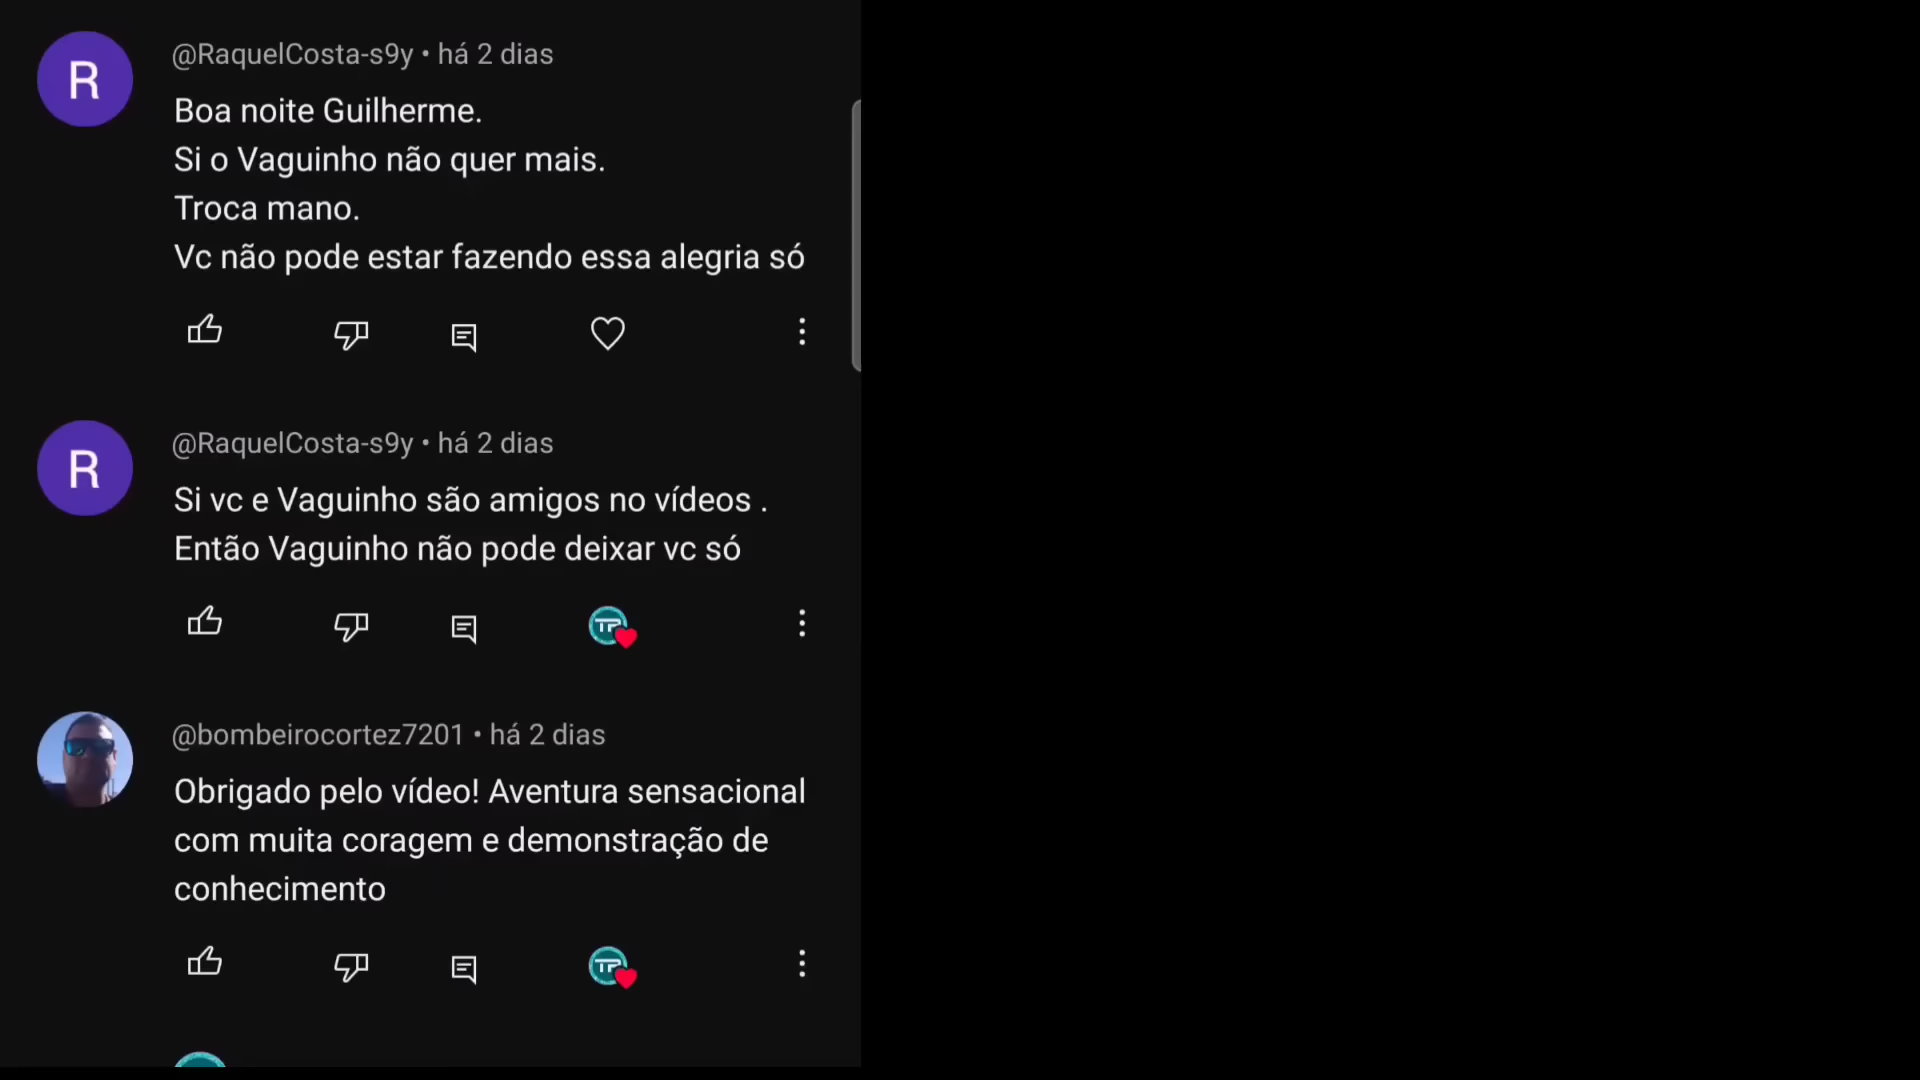 R
@RaquelCosta-s9y • há 2 dias
Boa noite Guilherme.
Si o Vaguinho não quer mais.
Troca mano.
Vc não pode estar fazendo essa alegria só
R
@RaquelCosta-s9y • há 2 dias
Si vc e Vaguinho são amigos no vídeos .
Então Vaguinho não pode deixar vc só
TP
@bombeirocortez7201 • há 2 dias
Obrigado pelo vídeo! Aventura sensacional
com muita coragem e demonstração de
conhecimento
TP